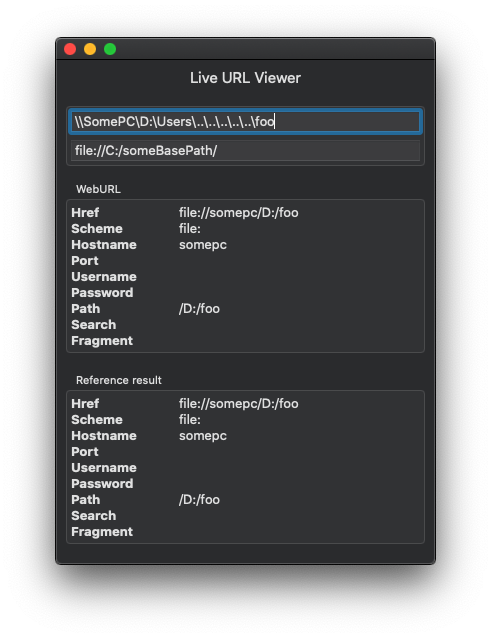 Live URL Viewer
\\SomePC\D:\Users\..\..\..\..\..\foo
file://C:/someBasePath/
WebURL
Href file://somepc/D:/foo
Scheme file:
Hostname somepc
Port
Username
Password
Path /D:/foo
Search
Fragment
Reference result
Href file://somepc/D:/foo
Scheme file:
Hostname somepc
Port
Username
Password
Path /D:/foo
Search
Fragment